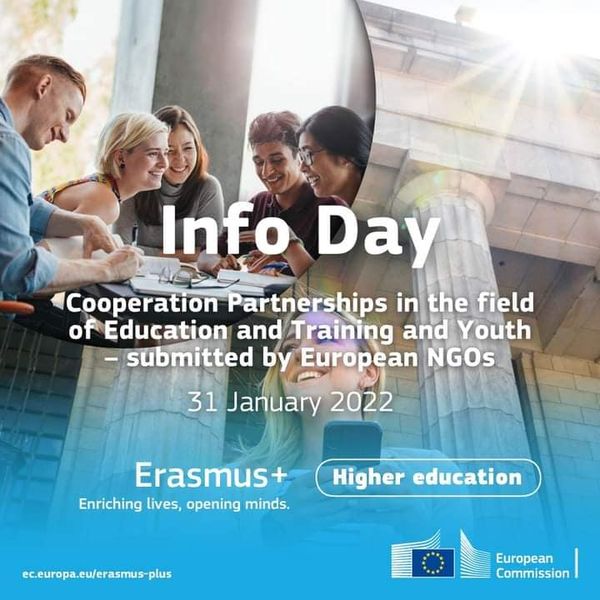 Info Day
Cooperation Partnerships in the field
of Education and Training and Youth
– submitted by European NGOs
31 January 2022
Erasmus+
Higher education
Enriching lives, opening minds.
ec.europa.eu/erasmus-plus
European
Commission